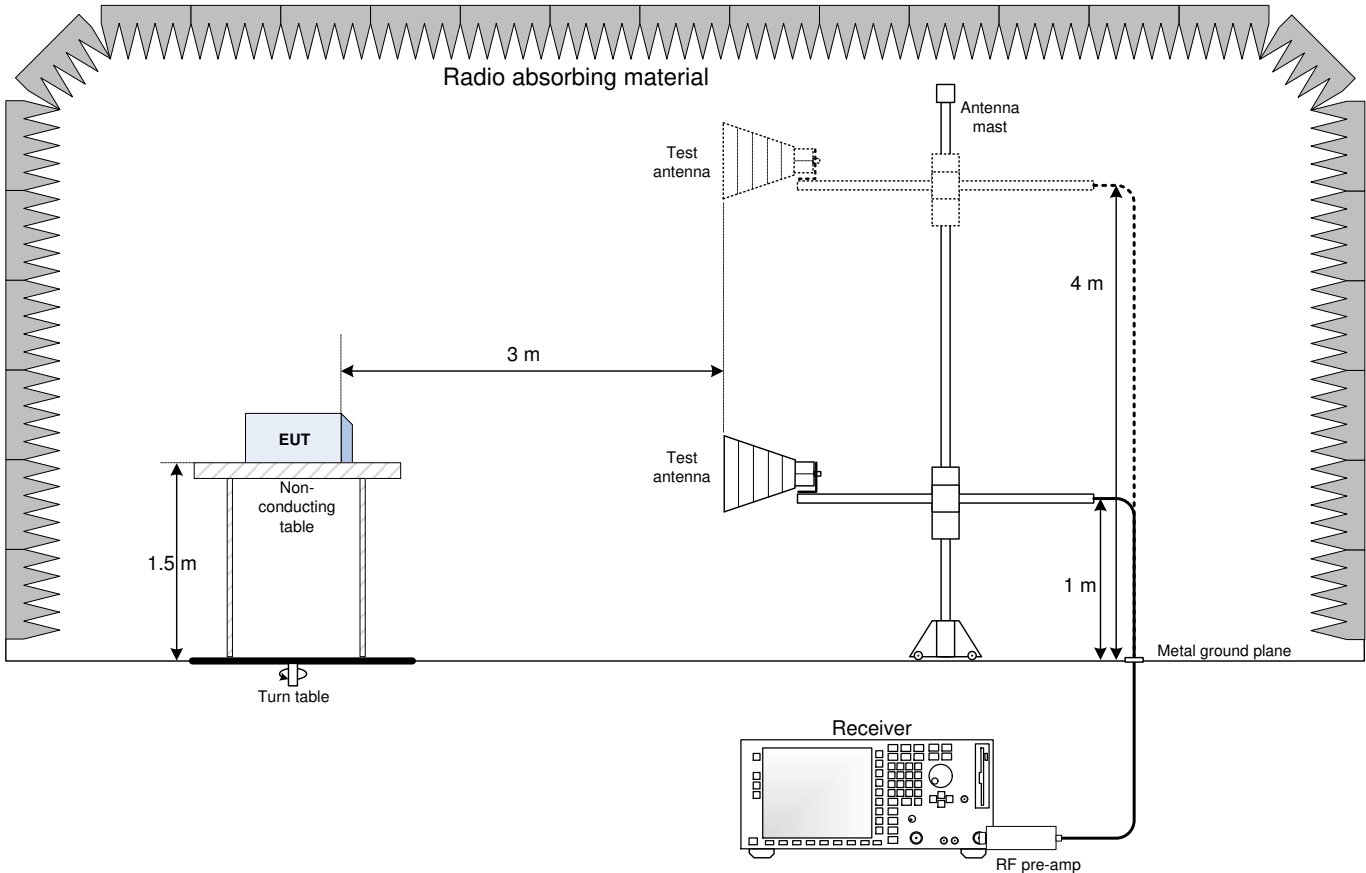 Radio absorbing material
Antenna
mast
Test
antenna
4 m
3 m
EUT
Test
antenna
Non-
conducting
table
1.5 m
1 m
Metal ground plane
Turn table
Receiver
RF pre-amp